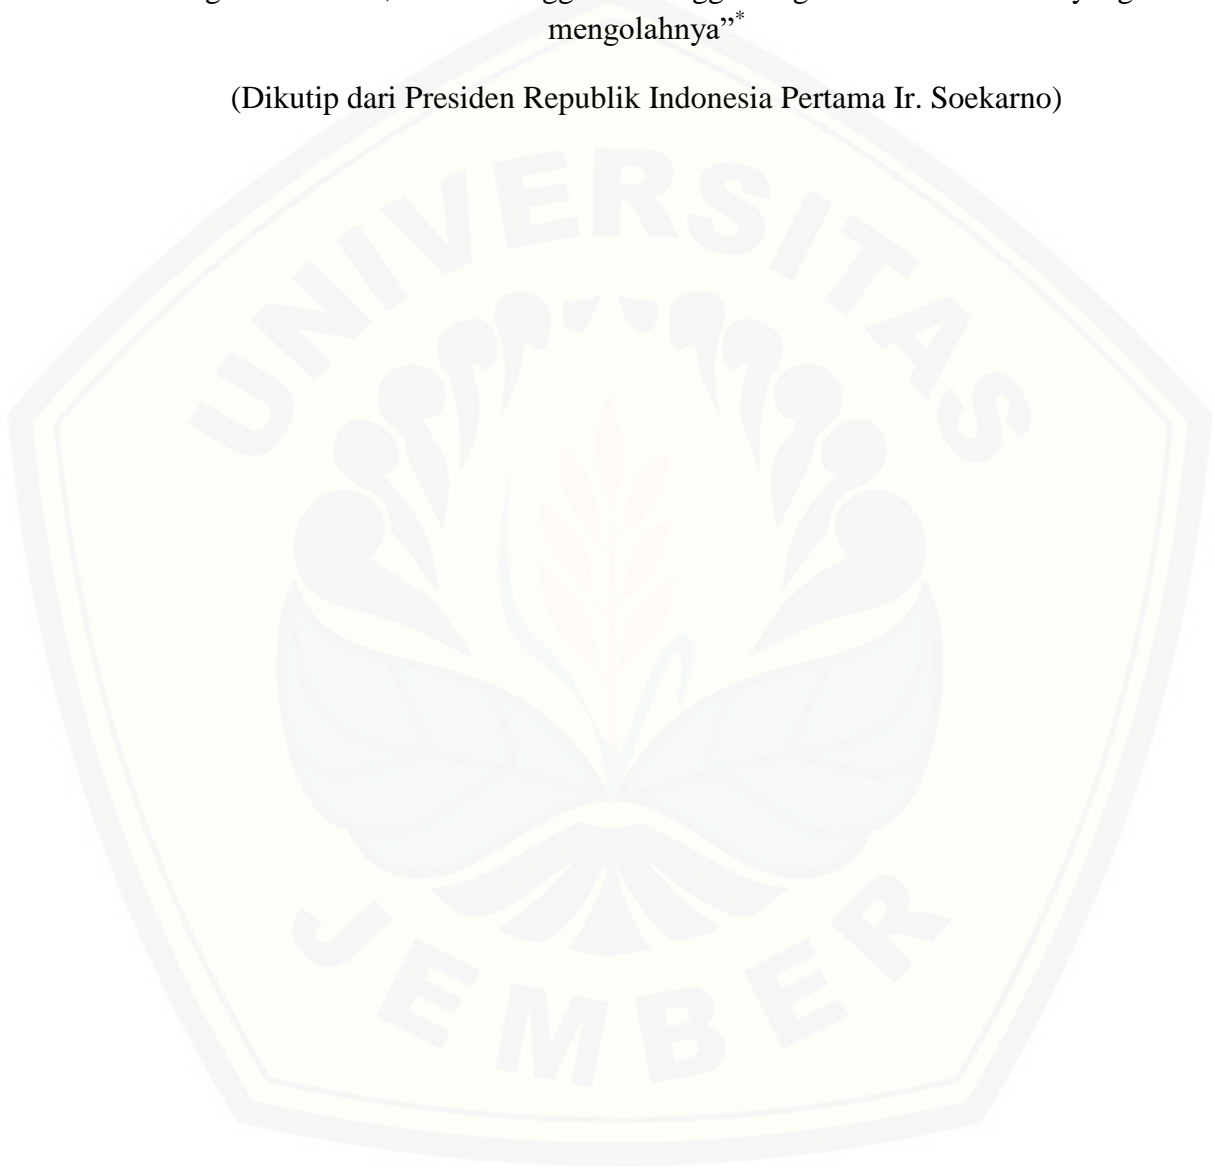 mengolahnya”*
(Dikutip dari Presiden Republik Indonesia Pertama Ir. Soekarno)
UNIVERSITAS
JEMBER